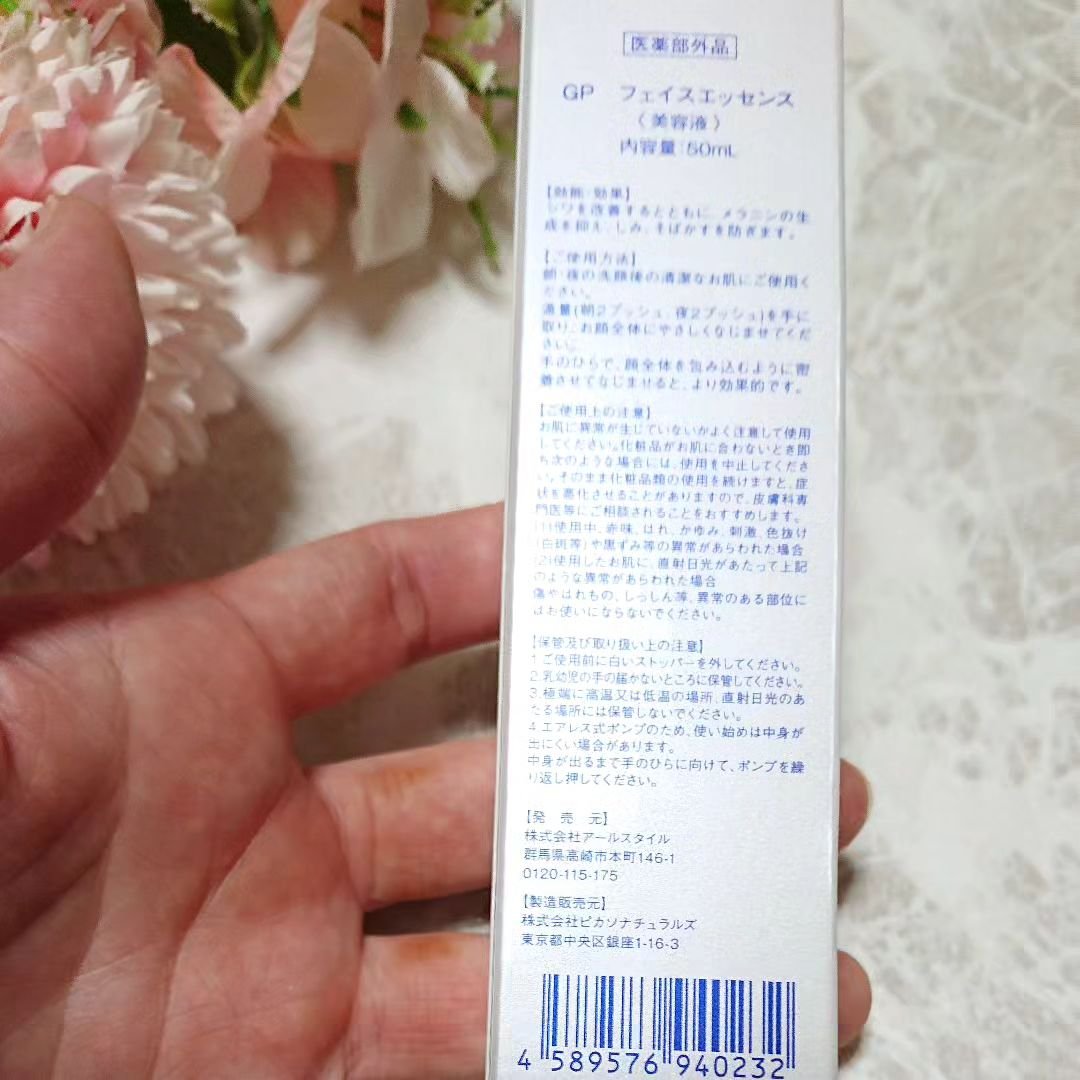 医薬部外品
GP フェイスエッセンス
(美容液)
内容量:50mL
【効能・効果】
シワを改善するとともに、メラニンの生
成を抑え、しみ、そばかすを防ぎます。
【ご使用方法】
朝・夜の洗顔後の清潔なお肌にご使用く
ださい。
適量(朝2プッシュ、夜2プッシュ)を手に
取り、お顔全体にやさしくなじませてくだ
さい。
手のひらで、顔全体を包み込むように密
着させてなじませると、より効果的です。
【ご使用上の注意】
お肌に異常が生じていないかよく注意して使用
してください。化粧品がお肌に合わないとき即
ち次のような場合には、使用を中止してくださ
い。そのまま化粧品類の使用を続けますと、症
状を悪化させることがありますので、皮膚科専
門医等にご相談されることをおすすめします。
(1)使用中、赤味、はれ、かゆみ、刺激、色抜け
(白斑等)や黒ずみ等の異常があらわれた場合
(2)使用したお肌に、直射日光があたって上記
のような異常があらわれた場合
傷やはれもの、しっしん等、異常のある部位に
はお使いにならないでください。
【保管及び取り扱い上の注意】
1.ご使用前に白いストッパーを外してください。
2.乳幼児の手の届かないところに保管してください。
3.極端に高温又は低温の場所、直射日光のあ
たる場所には保管しないでください。
4.エアレス式ポンプのため、使い始めは中身が
出にくい場合があります。
中身が出るまで手のひらに向けて、ポンプを繰
り返し押してください。
【発 売 元】
株式会社アールスタイル
群馬県高崎市本町146-1
0120-115-175
【製造販売元】
株式会社ピカソナチュラルズ
東京都中央区銀座1-16-3
4 589576 940232